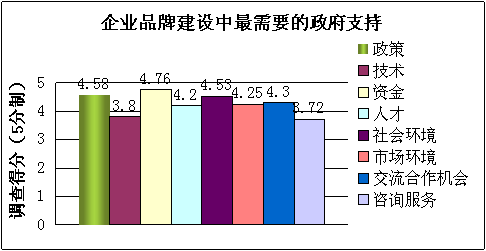 企业品牌建设中最需要的政府支持
调查得分（5分制）
5
4
3
2
1
0
4.58
3.8
4.76
4.2
4.53
4.25
4.3
3.72
政策
技术
资金
人才
社会环境
市场环境
交流合作机会
咨询服务